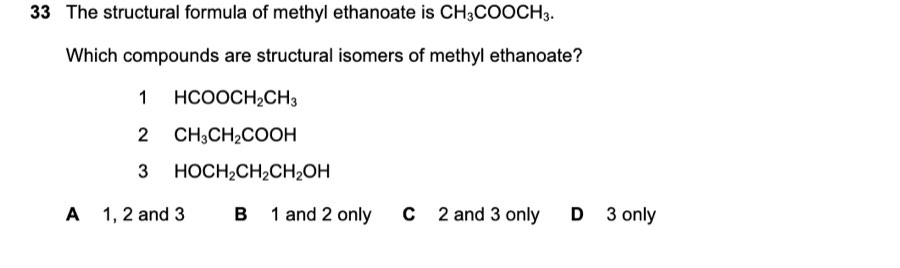 33 The structural formula of methyl ethanoate is CH₃COOCH₃.
Which compounds are structural isomers of methyl ethanoate?
1 HCOOCH₂CH₃
2 CH₃CH₂COOH
3 HOCH₂CH₂CH₂OH
A 1, 2 and 3 B 1 and 2 only C 2 and 3 only D 3 only